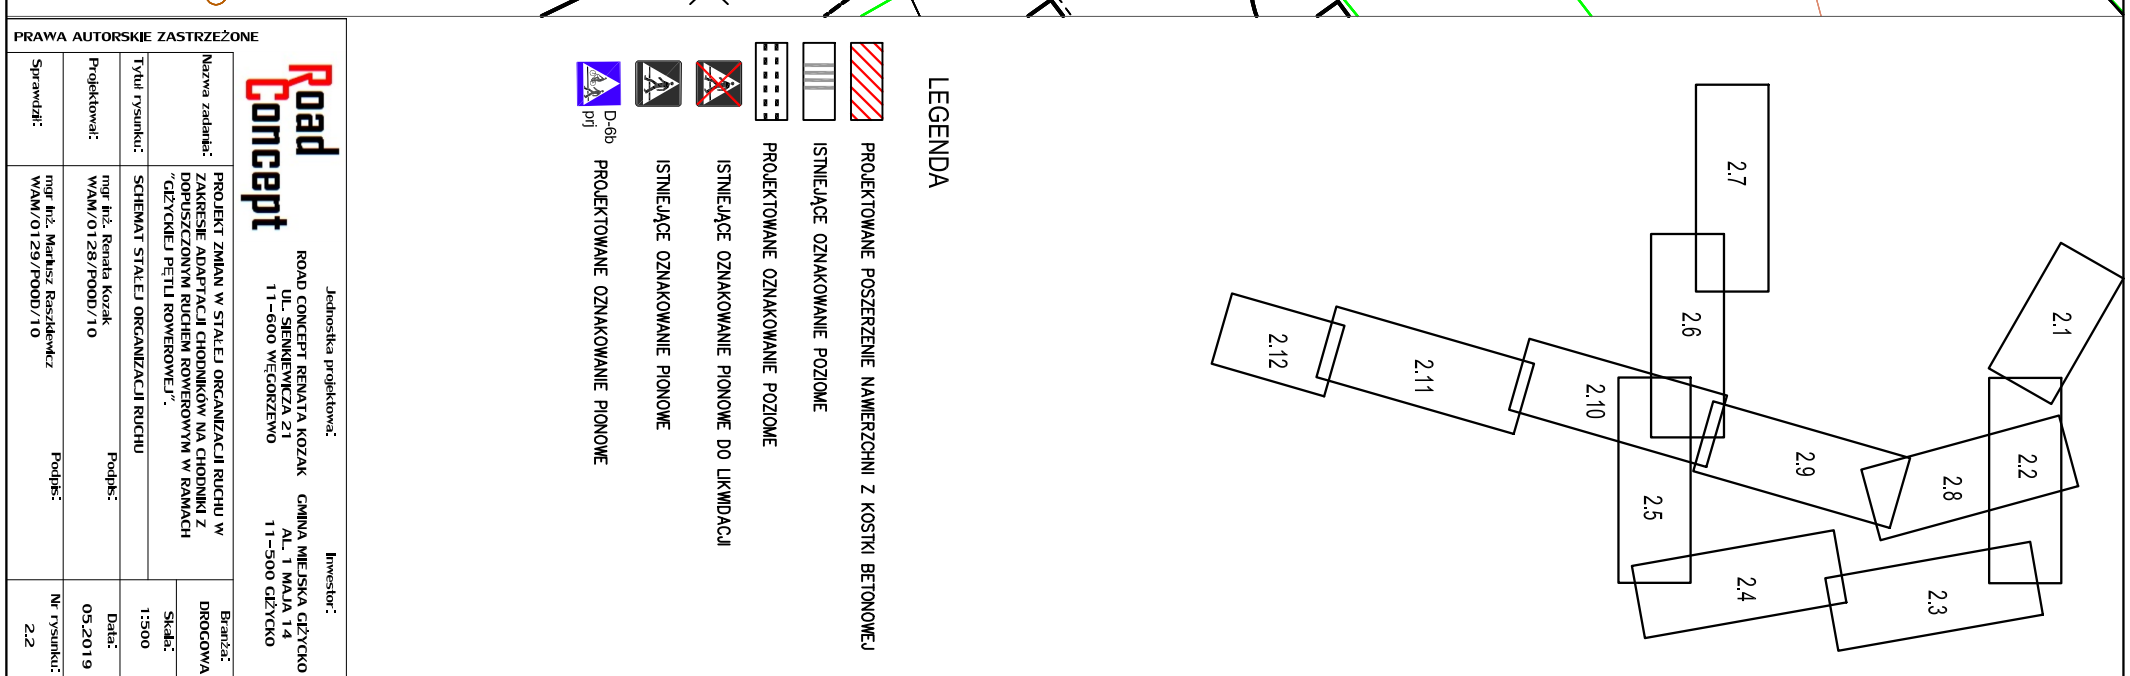 LEGENDA
PROJEKTOWANE POSZERZENIE NAWIERZCHNI Z KOSTKI BETONOWEJ
ISTNIEJĄCE OZNAKOWANIE POZIOME
PROJEKTOWANE OZNAKOWANIE POZIOME
ISTNIEJĄCE OZNAKOWANIE PIONOWE DO LIKWIDACJI
ISTNIEJĄCE OZNAKOWANIE PIONOWE
D-6b
prj
PROJEKTOWANE OZNAKOWANIE PIONOWE
2.1
2.2
2.3
2.4
2.5
2.6
2.7
2.8
2.9
2.10
2.11
2.12
Road
Concept
Jednostka projektowa:
ROAD CONCEPT RENATA KOZAK
UL. SIENKIEWICZA 21
11-600 WĘGORZEWO
Inwestor:
GMINA MIEJSKA GIŻYCKO
AL. 1 MAJA 14
11-500 GIŻYCKO
Nazwa zadania:
PROJEKT ZMIAN W STAŁEJ ORGANIZACJI RUCHU W
ZAKRESIE ADAPTACJI CHODNIKÓW NA CHODNIKI Z
DOPUSZCZONYM RUCHEM ROWEROWYM W RAMACH
"GIŻYCKIEJ PĘTLI ROWEROWEJ".
Branża:
DROGOWA
Tytuł rysunku:
SCHEMAT STAŁEJ ORGANIZACJI RUCHU
Skala:
1:500
Projektował:
mgr inż. Renata Kozak
WAM/0128/POOD/10
Podpis:
Data:
05.2019
Sprawdził:
mgr inż. Mariusz Raszkiewicz
WAM/0129/POOD/10
Podpis:
Nr rysunku:
2.2
PRAWA AUTORSKIE ZASTRZEŻONE